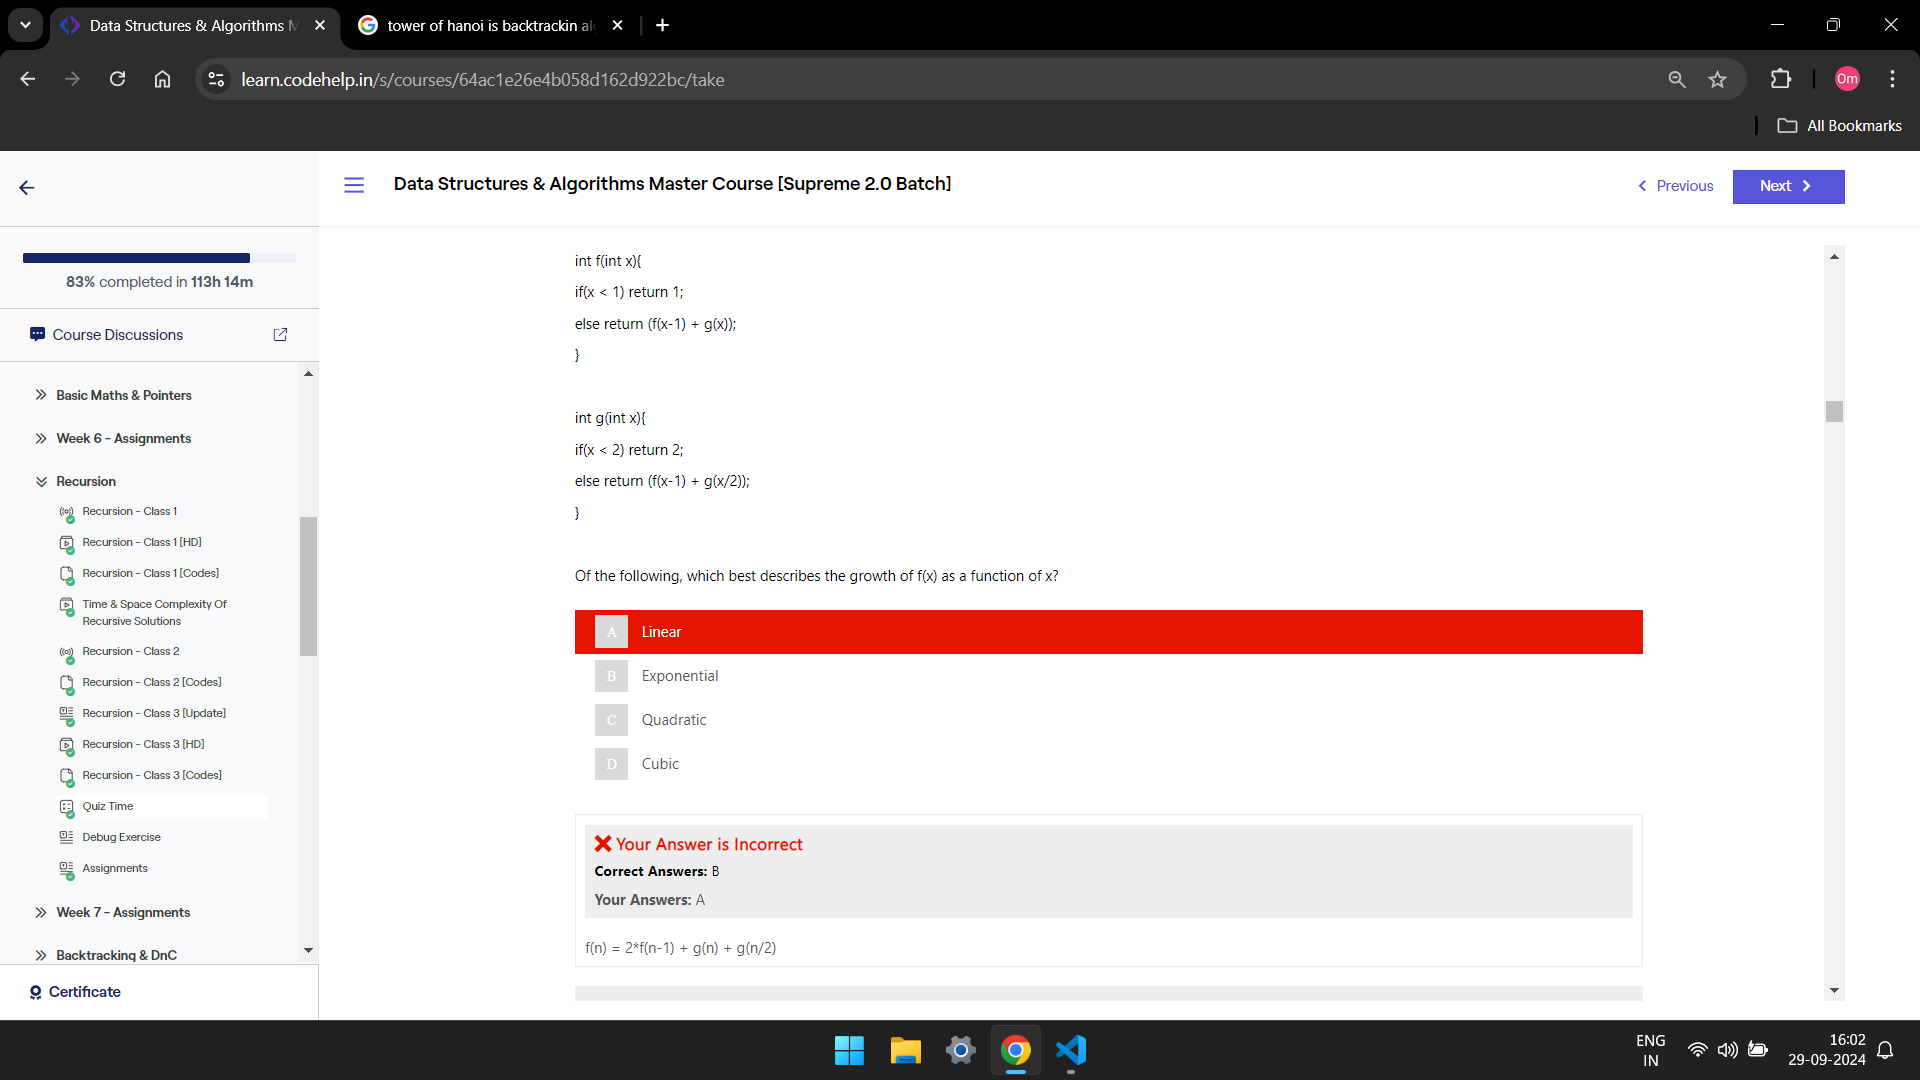 Data Structures & Algorithms M
tower of hanoi is backtrackin al
learn.codehelp.in/s/courses/64ac1e26e4b058d162d922bc/take
Om
All Bookmarks
Data Structures & Algorithms Master Course [Supreme 2.0 Batch]
Previous
Next
83% completed in 113h 14m
Course Discussions
Basic Maths & Pointers
Week 6 - Assignments
Recursion
Recursion - Class 1
Recursion - Class 1 [HD]
Recursion - Class 1 [Codes]
Time & Space Complexity Of
Recursive Solutions
Recursion - Class 2
Recursion - Class 2 [Codes]
Recursion - Class 3 [Update]
Recursion - Class 3 [HD]
Recursion - Class 3 [Codes]
Quiz Time
Debug Exercise
Assignments
Week 7 - Assignments
Backtracking & DnC
Certificate
int f(int x){
if(x < 1) return 1;
else return (f(x-1) + g(x));
}
int g(int x){
if(x < 2) return 2;
else return (f(x-1) + g(x/2));
}
Of the following, which best describes the growth of f(x) as a function of x?
A Linear
B Exponential
C Quadratic
D Cubic
❌ Your Answer is Incorrect
Correct Answers: B
Your Answers: A
f(n) = 2*f(n-1) + g(n) + g(n/2)
ENG
IN
16:02
29-09-2024